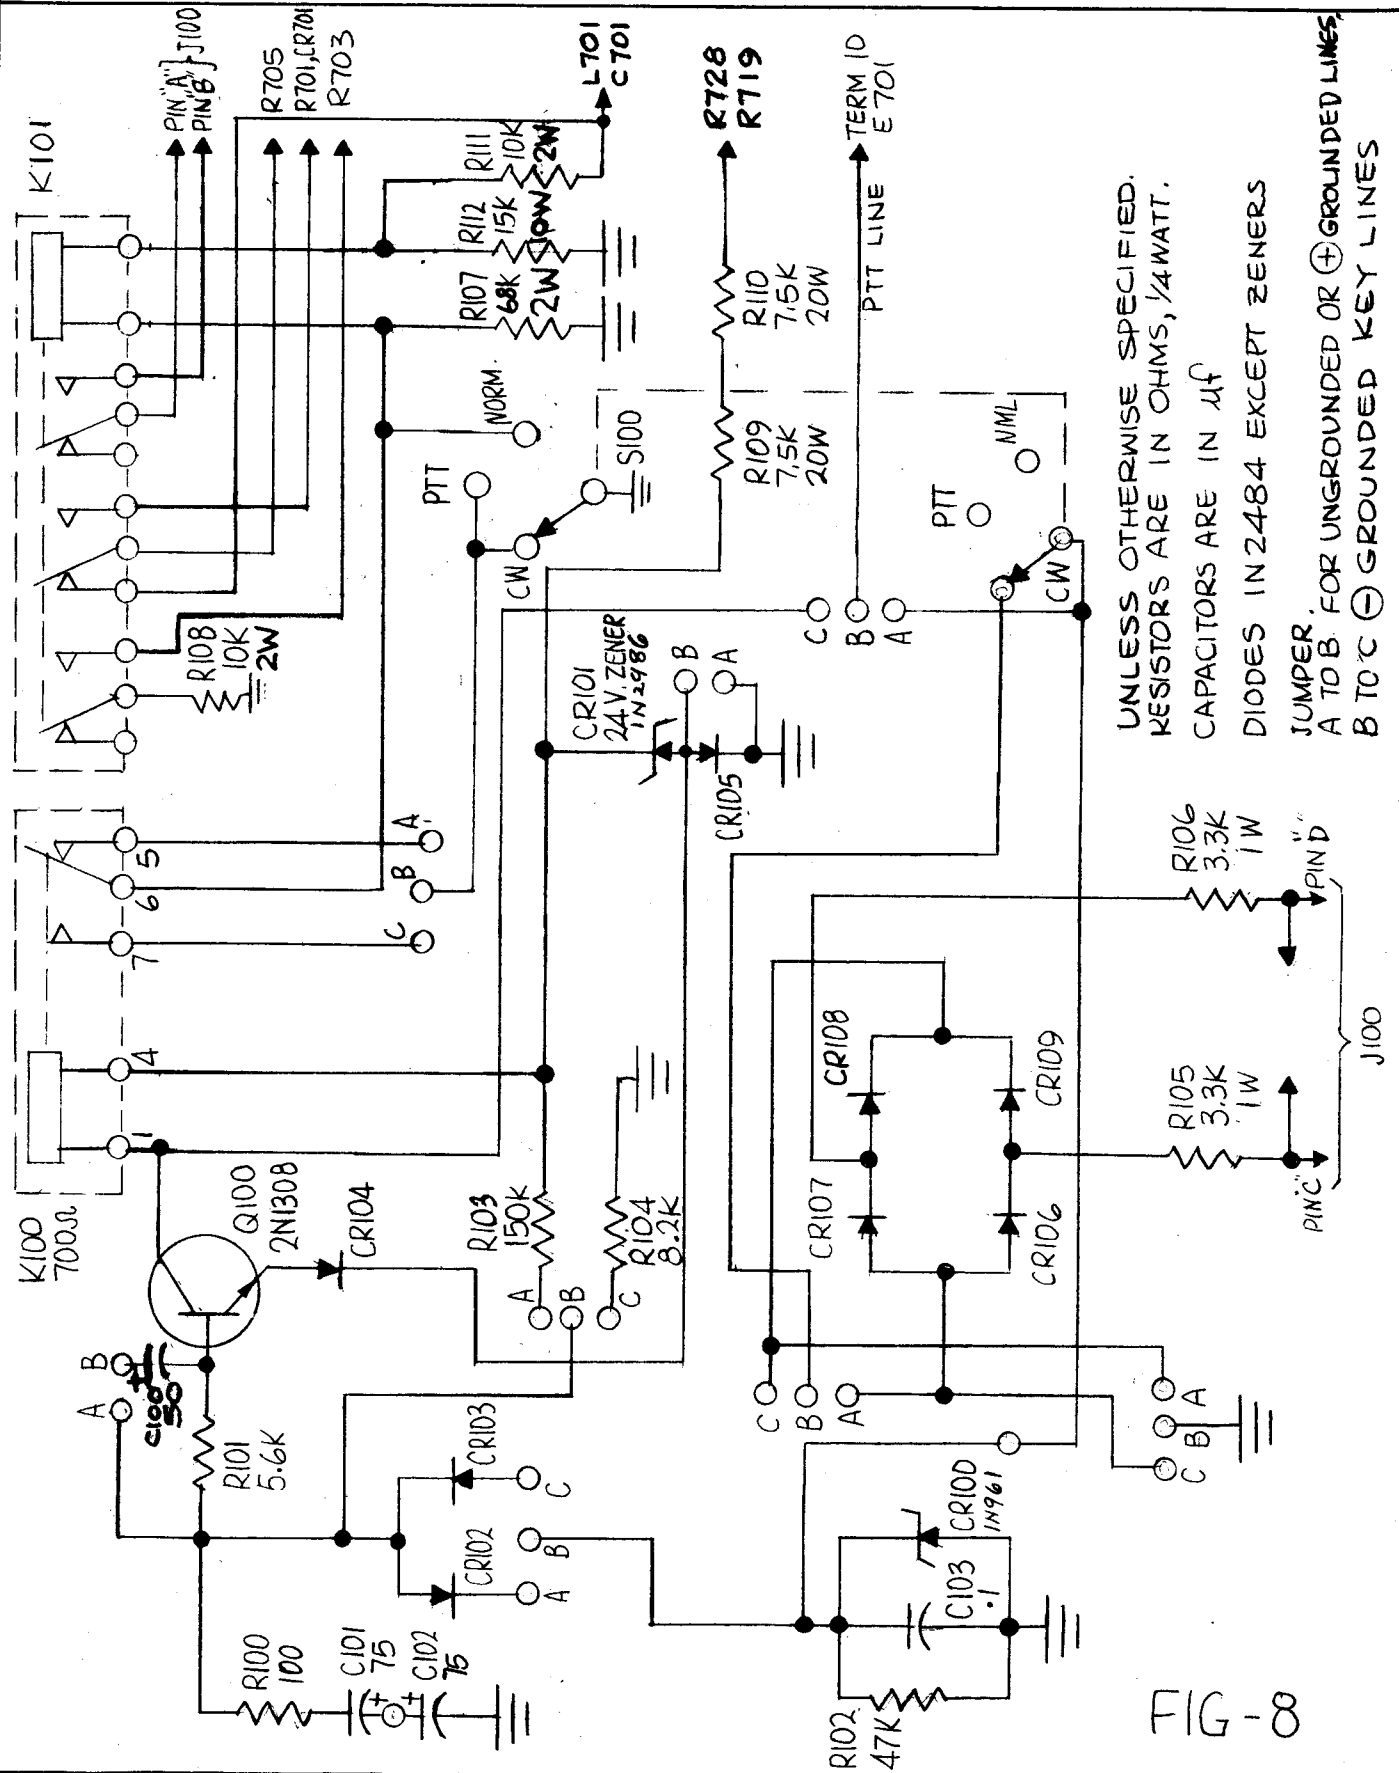 K100
700Ω
1
4
7
6
5
K101
PIN "A" } J100
PIN "B"
R705
R701, CR701
R703
L701
C701
R728
R719
TERM 10
E701
PTT LINE
R111
10K
2W
R112
15K
10W
R107
68K
2W
R108
10K
2W
NORM
PTT
CW
S100
R110
7.5K
20W
R109
7.5K
20W
NML
PTT
CW
C
B
A
A
B
C
CR101
24V. ZENER
1N2986
B
A
CR105
Q100
2N1308
CR104
B
A
C100
50
R101
5.6K
R103
150K
R104
8.2K
A
B
C
CR103
CR102
C
B
A
R100
100
C101
75
C102
75
R102
47K
C103
.1
CR100
1N961
C
B
A
A
B
C
CR108
CR107
CR109
CR106
R106
3.3K
1W
R105
3.3K
1W
PIN "D"
PIN "C"
J100
UNLESS OTHERWISE SPECIFIED.
RESISTORS ARE IN OHMS, 1/4 WATT.
CAPACITORS ARE IN uf
DIODES IN2484 EXCEPT ZENERS
JUMPER.
A TO B. FOR UNGROUNDED OR ⊕ GROUNDED LINES,
B TO C ⊖ GROUNDED KEY LINES
FIG-8